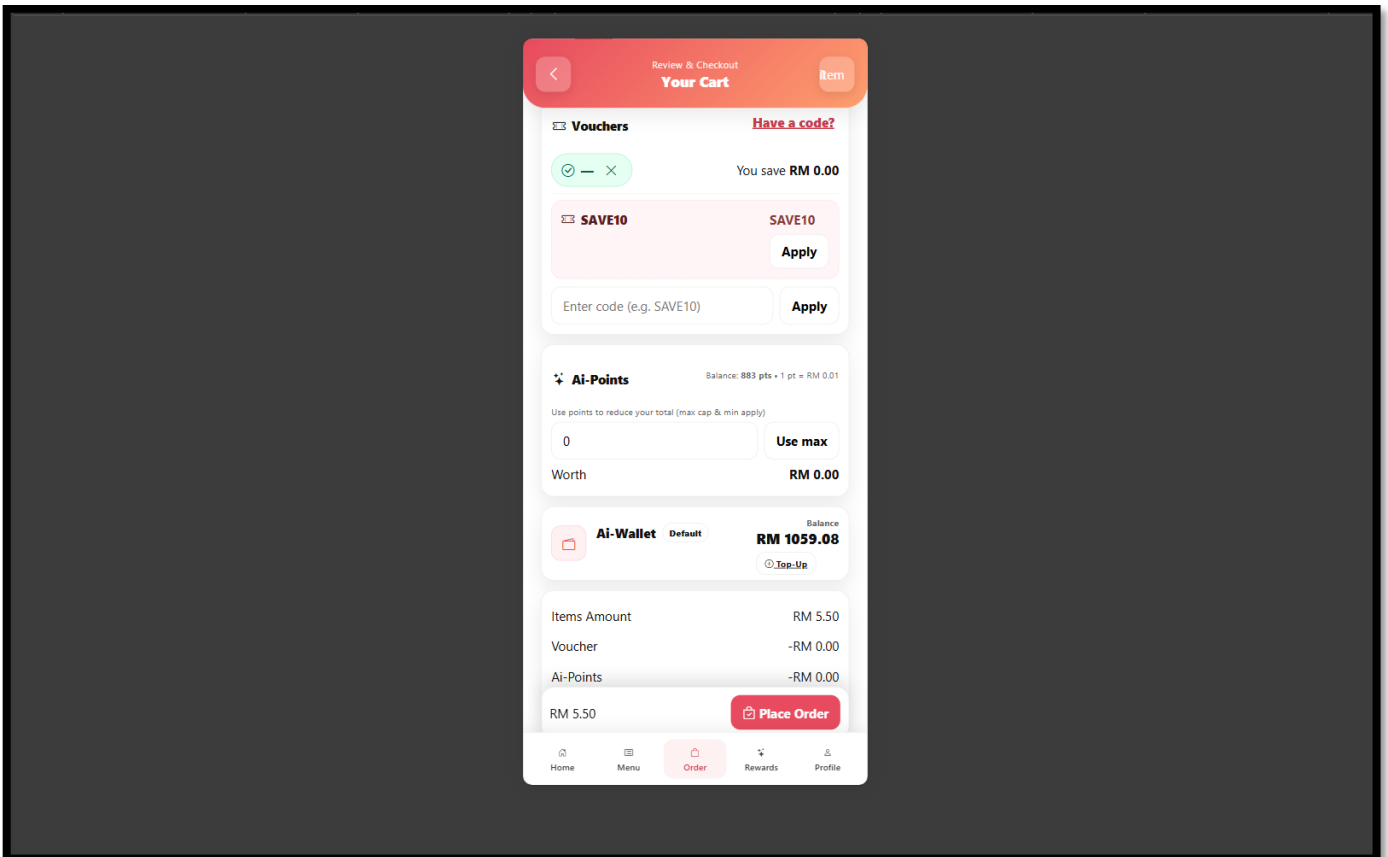 Review & Checkout
Your Cart
Item
Vouchers
Have a code?
— You save RM 0.00
SAVE10 SAVE10
Apply
Enter code (e.g. SAVE10) Apply
Ai-Points Balance: 883 pts • 1 pt = RM 0.01
Use points to reduce your total (max cap & min apply)
0 Use max
Worth RM 0.00
Balance
Ai-Wallet Default RM 1059.08
Top-Up
Items Amount RM 5.50
Voucher -RM 0.00
Ai-Points -RM 0.00
RM 5.50 Place Order
Home Menu Order Rewards Profile